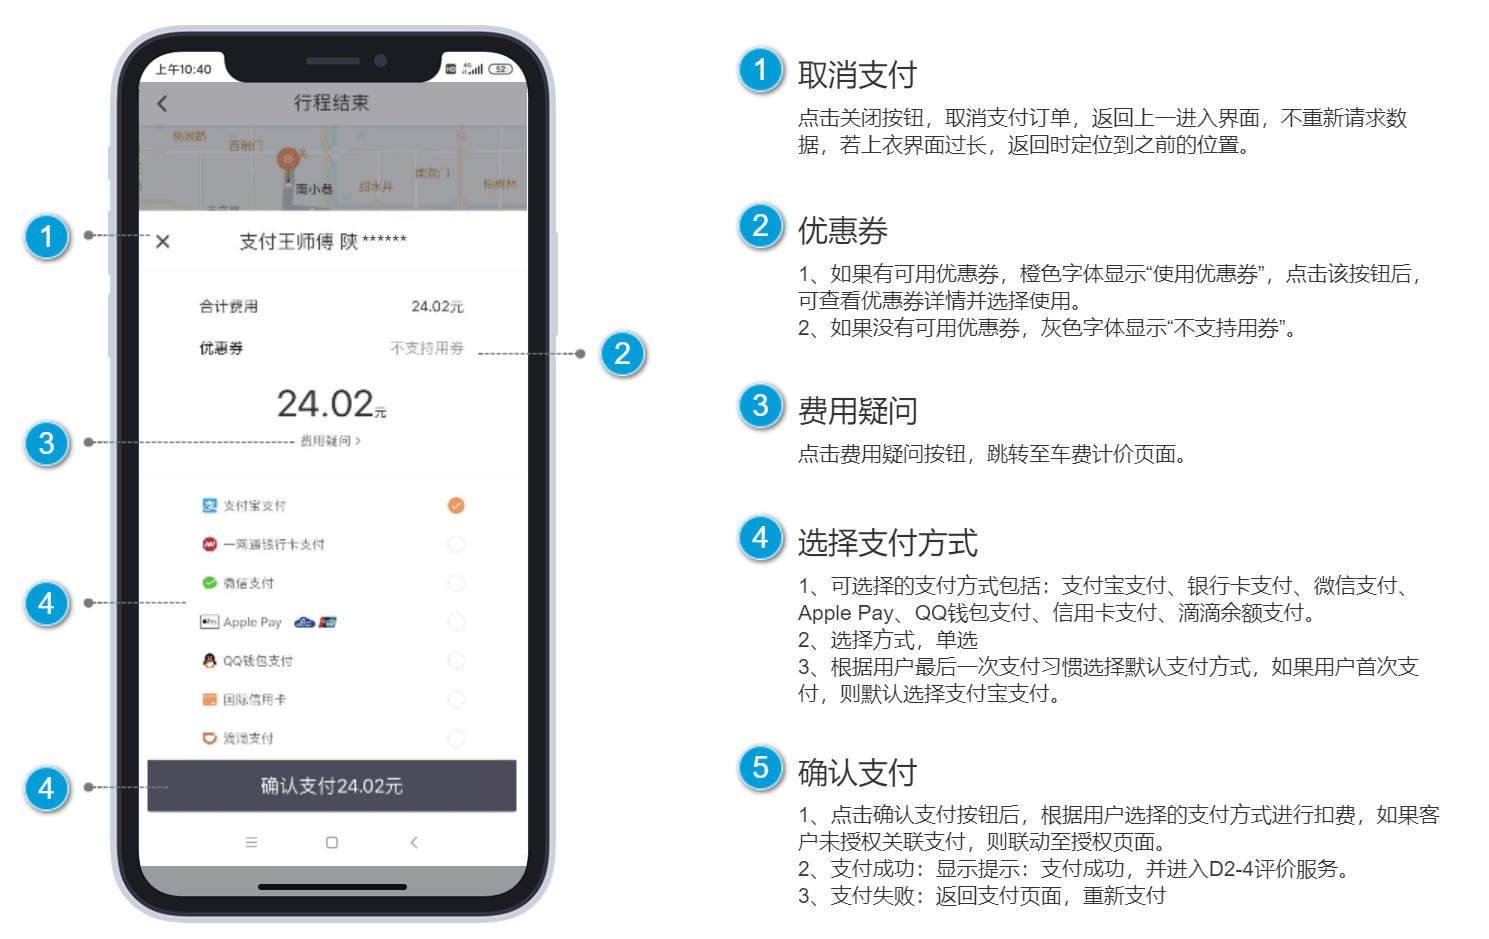 上午10:40
HD 4G 52
行程结束
桃园路
西稍门
终
关
南小巷
甜水井
柏树林
1
支付王师傅 陕******
合计费用 24.02元
优惠券 不支持用券
2
24.02元
3
费用疑问 >
支付宝支付
一网通银行卡支付
微信支付
4
Apple Pay
QQ钱包支付
国际信用卡
滴滴支付
4
确认支付24.02元
1 取消支付
点击关闭按钮，取消支付订单，返回上一进入界面，不重新请求数
据，若上衣界面过长，返回时定位到之前的位置。
2 优惠券
1、如果有可用优惠券，橙色字体显示“使用优惠券”，点击该按钮后，
可查看优惠券详情并选择使用。
2、如果没有可用优惠券，灰色字体显示“不支持用券”。
3 费用疑问
点击费用疑问按钮，跳转至车费计价页面。
4 选择支付方式
1、可选择的支付方式包括：支付宝支付、银行卡支付、微信支付、
Apple Pay、QQ钱包支付、信用卡支付、滴滴余额支付。
2、选择方式，单选
3、根据用户最后一次支付习惯选择默认支付方式，如果用户首次支
付，则默认选择支付宝支付。
5 确认支付
1、点击确认支付按钮后，根据用户选择的支付方式进行扣费，如果客
户未授权关联支付，则联动至授权页面。
2、支付成功：显示提示：支付成功，并进入D2-4评价服务。
3、支付失败：返回支付页面，重新支付